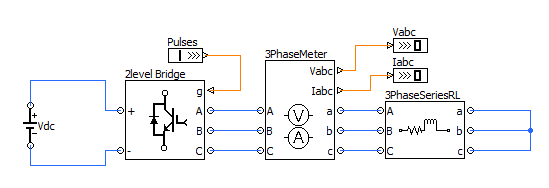 Vabc
Pulses
2level Bridge
3PhaseMeter
g
Vabc
Iabc
Iabc
3PhaseSeriesRL
+
A
A
a
A
a
+
Vdc
-
V
A
B
B
b
B
b
-
C
C
c
C
c